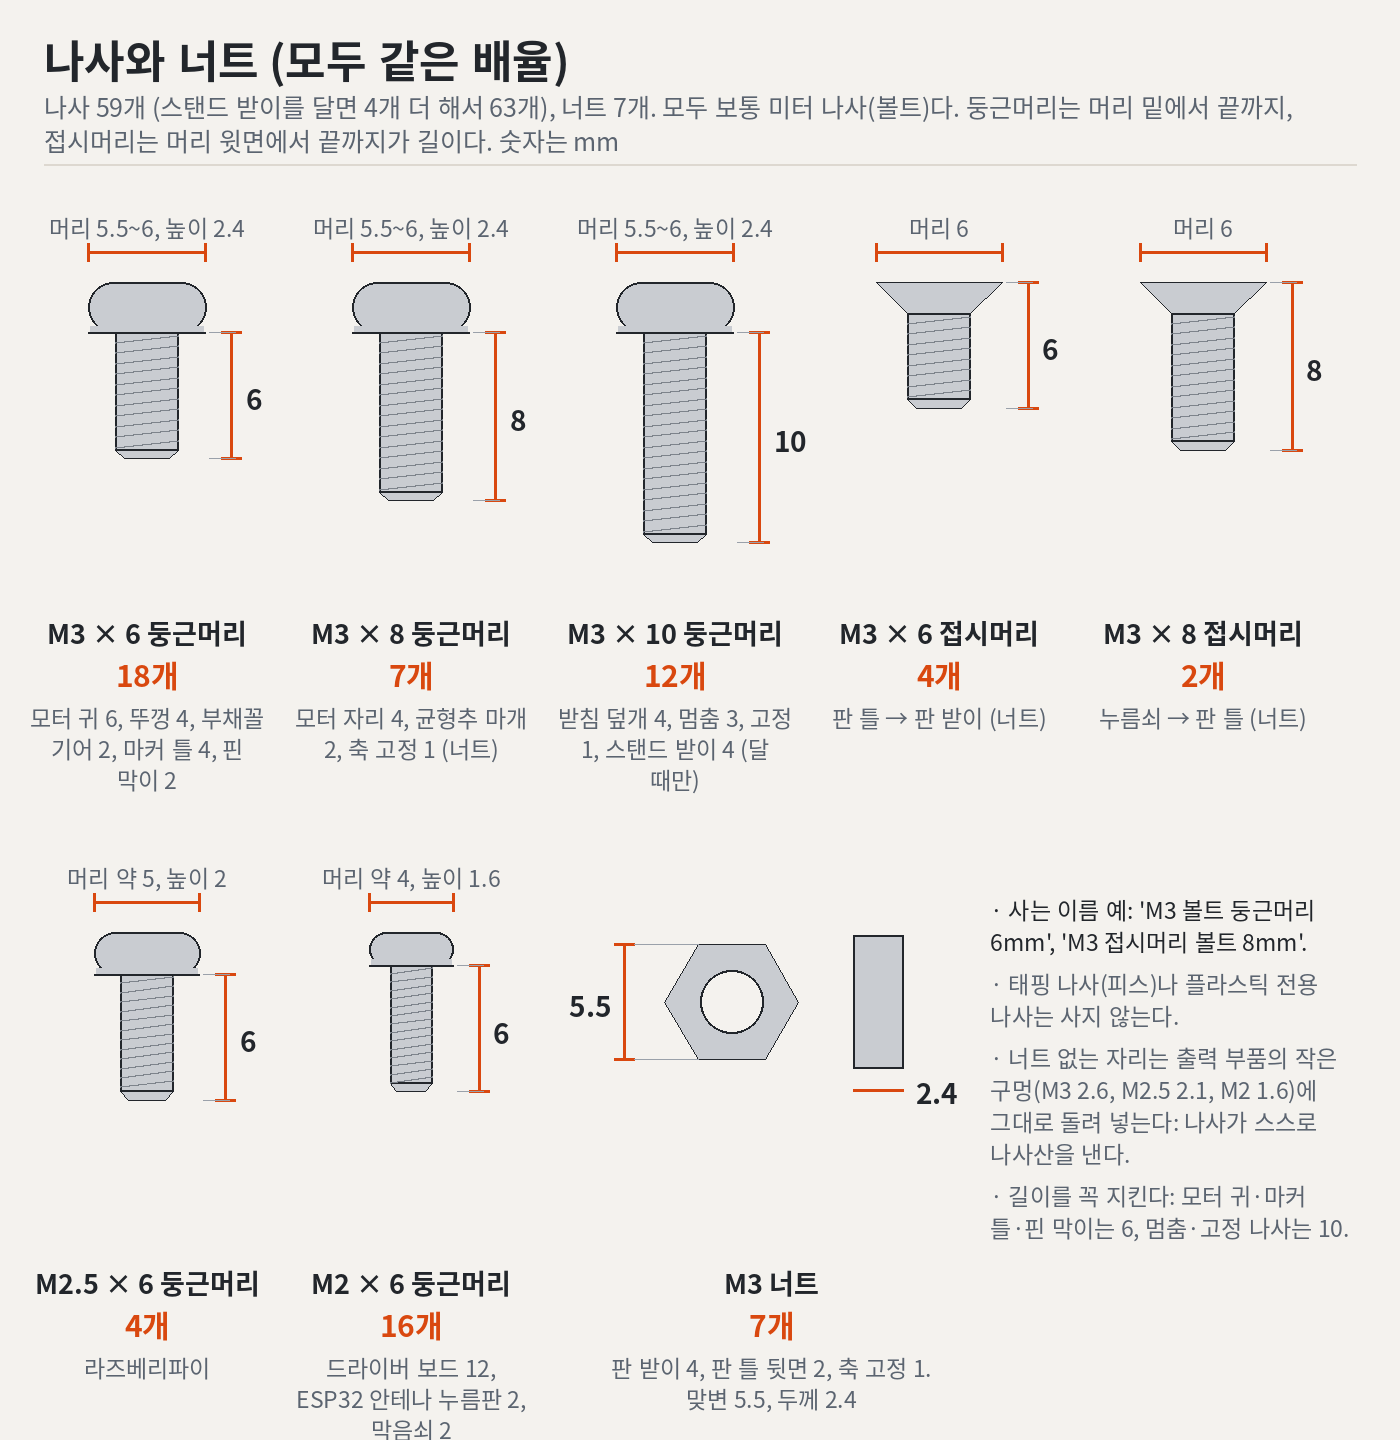 나사와 너트 (모두 같은 배율)
나사 59개 (스탠드 받이를 달면 4개 더 해서 63개), 너트 7개. 모두 보통 미터 나사(볼트)다. 둥근머리는 머리 밑에서 끝까지,
접시머리는 머리 윗면에서 끝까지가 길이다. 숫자는 mm
머리 5.5~6, 높이 2.4
머리 5.5~6, 높이 2.4
머리 5.5~6, 높이 2.4
머리 6
머리 6
6
8
10
6
8
M3 × 6 둥근머리
18개
모터 귀 6, 뚜껑 4, 부채꼴
기어 2, 마커 틀 4, 핀
막이 2
M3 × 8 둥근머리
7개
모터 자리 4, 균형추 마개
2, 축 고정 1 (너트)
M3 × 10 둥근머리
12개
받침 덮개 4, 멈춤 3, 고정
1, 스탠드 받이 4 (달
때만)
M3 × 6 접시머리
4개
판 틀 → 판 받이 (너트)
M3 × 8 접시머리
2개
누름쇠 → 판 틀 (너트)
머리 약 5, 높이 2
6
M2.5 × 6 둥근머리
4개
라즈베리파이
머리 약 4, 높이 1.6
6
M2 × 6 둥근머리
16개
드라이버 보드 12,
ESP32 안테나 누름판 2,
막음쇠 2
5.5
2.4
M3 너트
7개
판 받이 4, 판 틀 뒷면 2, 축 고정 1.
맞변 5.5, 두께 2.4
· 사는 이름 예: 'M3 볼트 둥근머리
6mm', 'M3 접시머리 볼트 8mm'.
· 태핑 나사(피스)나 플라스틱 전용
나사는 사지 않는다.
· 너트 없는 자리는 출력 부품의 작은
구멍(M3 2.6, M2.5 2.1, M2 1.6)에
그대로 돌려 넣는다: 나사가 스스로
나사산을 낸다.
· 길이를 꼭 지킨다: 모터 귀·마커
틀·핀 막이는 6, 멈춤·고정 나사는 10.